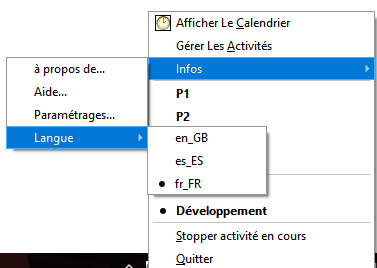 Afficher Le Calendrier
Gérer Les Activités
Infos
à propos de...
Aide...
Paramétrages...
Langue
P1
P2
en_GB
es_ES
fr_FR
Développement
Stopper activité en cours
Quitter